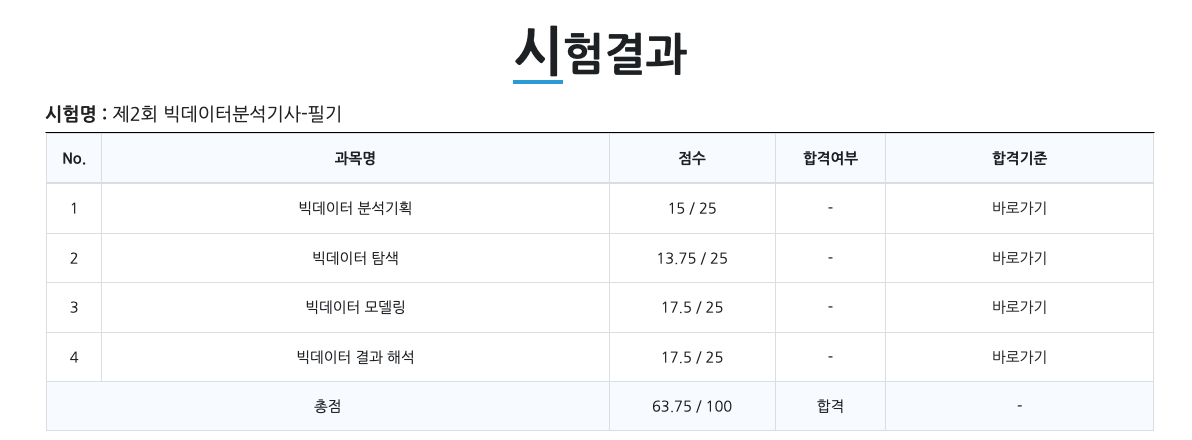 시험결과
시험명 : 제2회 빅데이터분석기사-필기
No. 과목명 점수 합격여부 합격기준
1 빅데이터 분석기획 15 / 25 - 바로가기
2 빅데이터 탐색 13.75 / 25 - 바로가기
3 빅데이터 모델링 17.5 / 25 - 바로가기
4 빅데이터 결과 해석 17.5 / 25 - 바로가기
총점 63.75 / 100 합격 -